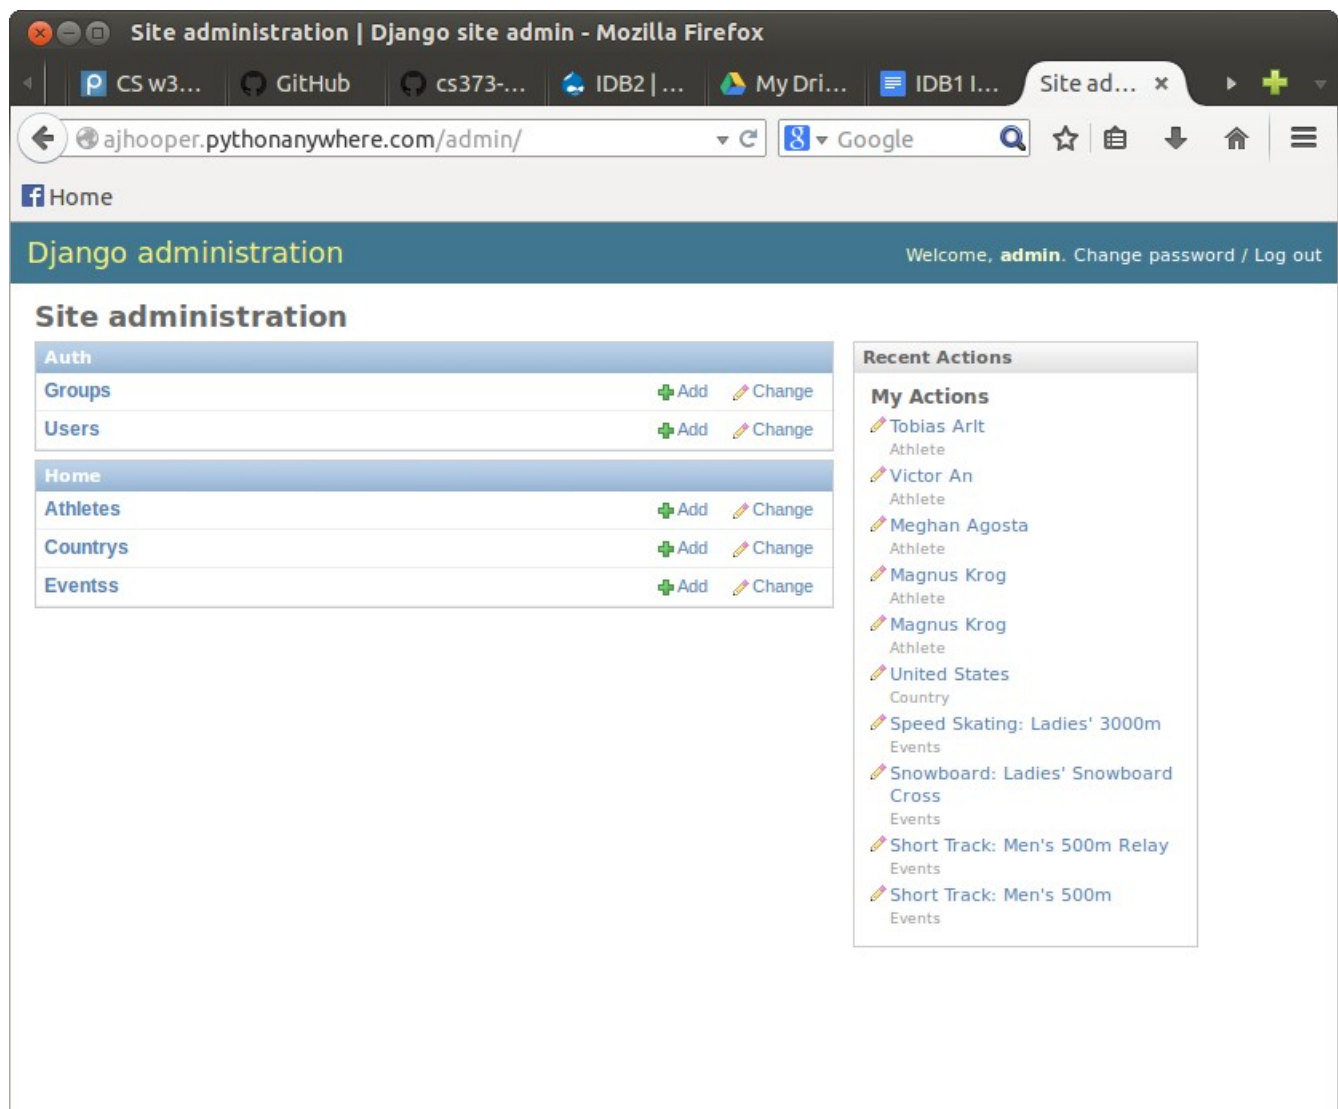 Site administration | Django site admin - Mozilla Firefox
CS w3... GitHub cs373-... IDB2 | ... My Dri... IDB1 I... Site ad...
ajhooper.pythonanywhere.com/admin/ 8 Google
f Home
Django administration Welcome, admin. Change password / Log out
Site administration
Auth
Groups Add Change
Users Add Change
Home
Athletes Add Change
Countrys Add Change
Eventss Add Change
Recent Actions
My Actions
Tobias Arlt
Athlete
Victor An
Athlete
Meghan Agosta
Athlete
Magnus Krog
Athlete
Magnus Krog
Athlete
United States
Country
Speed Skating: Ladies' 3000m
Events
Snowboard: Ladies' Snowboard
Cross
Events
Short Track: Men's 500m Relay
Events
Short Track: Men's 500m
Events